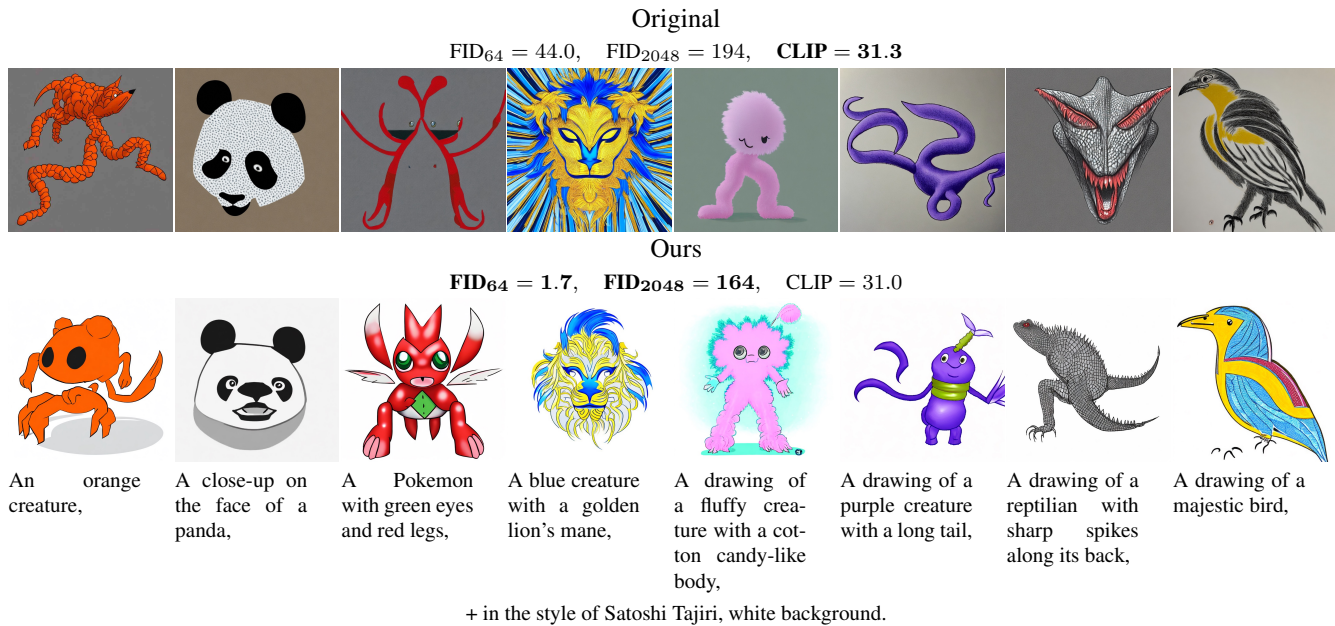 Original
FID64 = 44.0, FID2048 = 194, CLIP = 31.3
Ours
FID64 = 1.7, FID2048 = 164, CLIP = 31.0
An orange
creature,
A close-up on
the face of a
panda,
A Pokemon
with green eyes
and red legs,
A blue creature
with a golden
lion's mane,
A drawing of
a fluffy crea-
ture with a cot-
ton candy-like
body,
A drawing of a
purple creature
with a long tail,
A drawing of a
reptilian with
sharp spikes
along its back,
A drawing of a
majestic bird,
+ in the style of Satoshi Tajiri, white background.